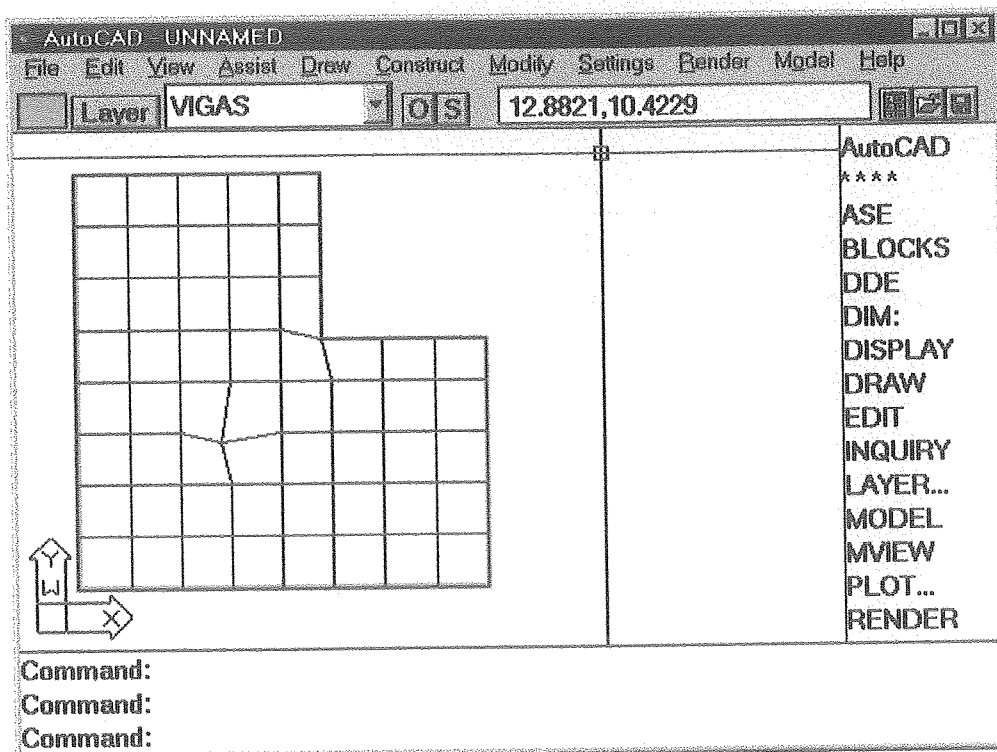 AutoCAD - UNNAMED
File Edit View Assist Draw Construct Modify Settings Render Model Help
Layer VIGAS O S 12.8821,10.4229
AutoCAD
* * * *
ASE
BLOCKS
DDE
DIM:
DISPLAY
DRAW
EDIT
INQUIRY
LAYER...
MODEL
MVIEW
PLOT...
RENDER
Y
W
X
Command:
Command:
Command: